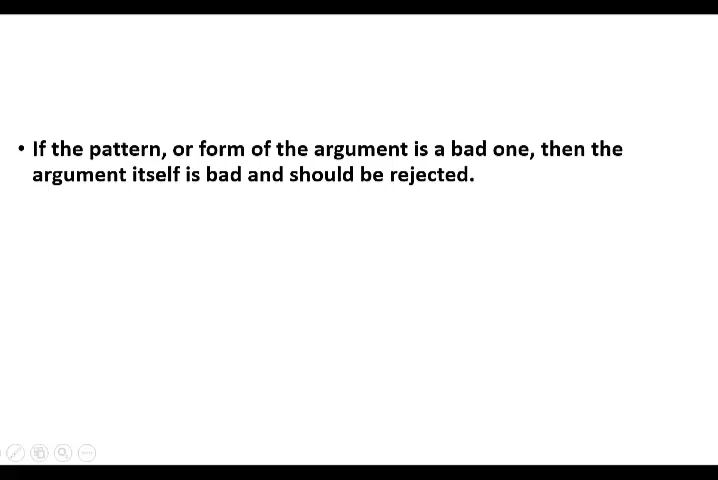 • If the pattern, or form of the argument is a bad one, then the
argument itself is bad and should be rejected.